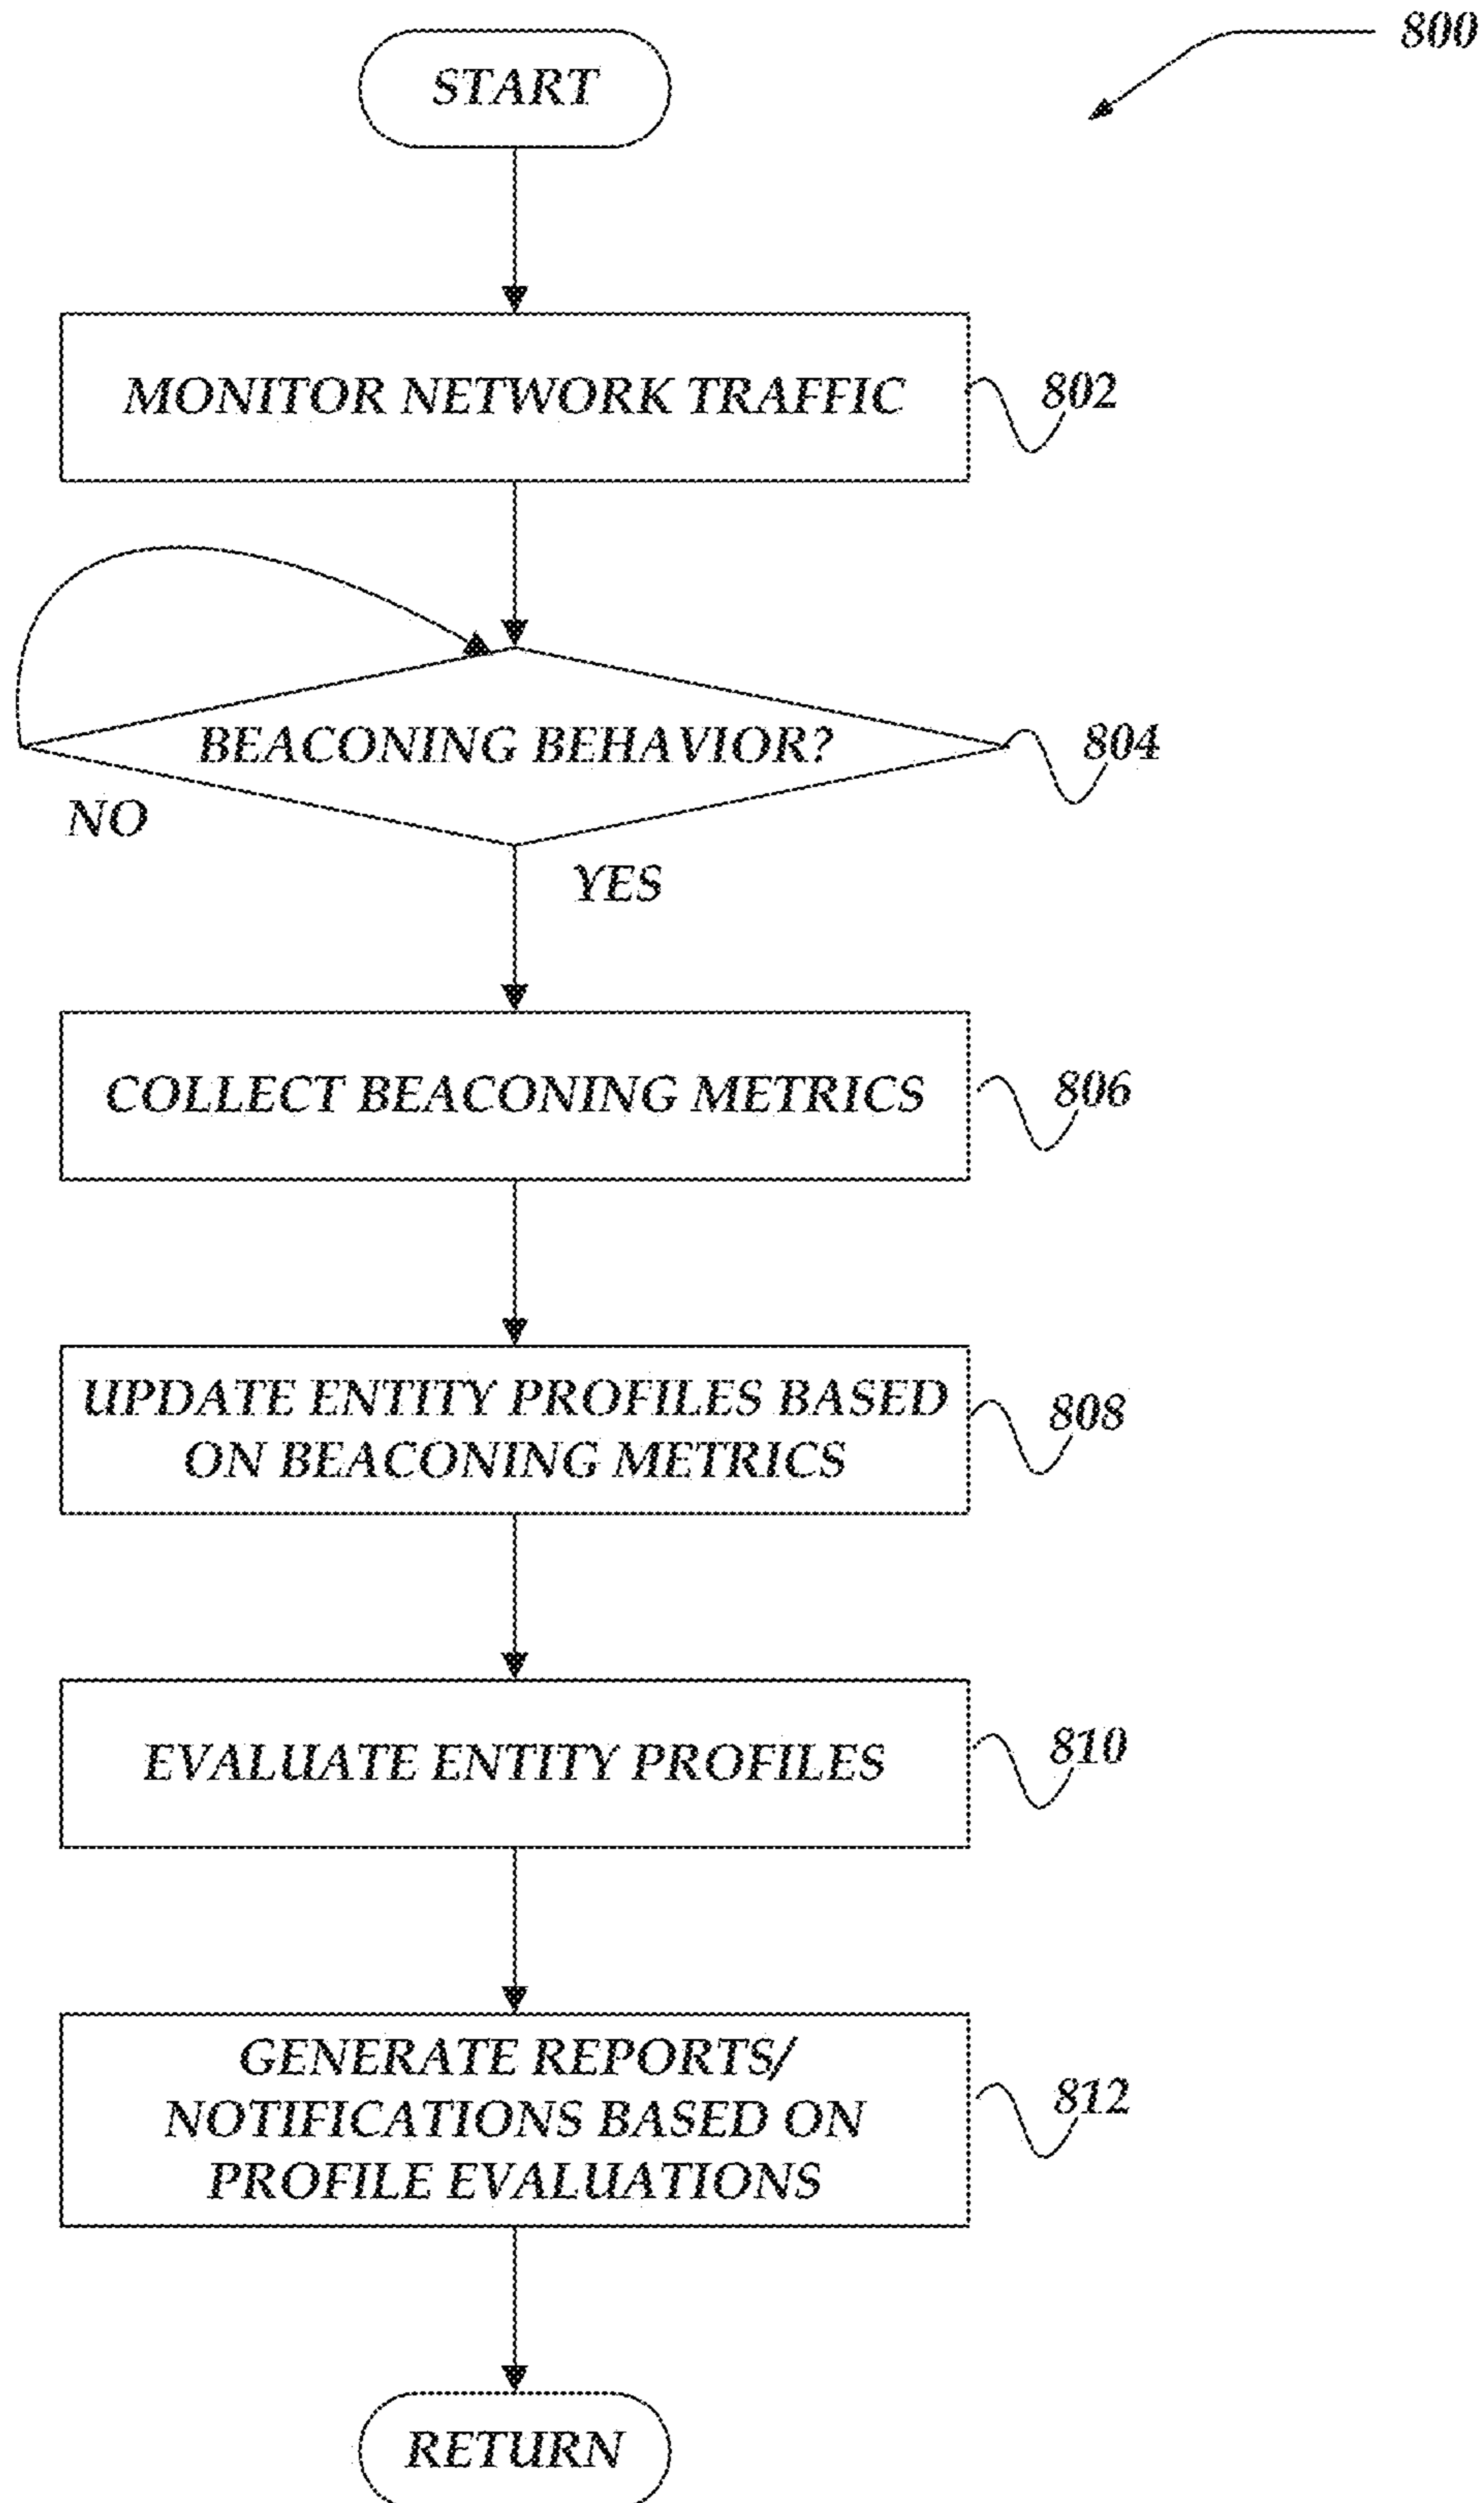 800
START
MONITOR NETWORK TRAFFIC
802
BEACONING BEHAVIOR?
804
NO
YES
COLLECT BEACONING METRICS
806
UPDATE ENTITY PROFILES BASED
ON BEACONING METRICS
808
EVALUATE ENTITY PROFILES
810
GENERATE REPORTS/
NOTIFICATIONS BASED ON
PROFILE EVALUATIONS
812
RETURN